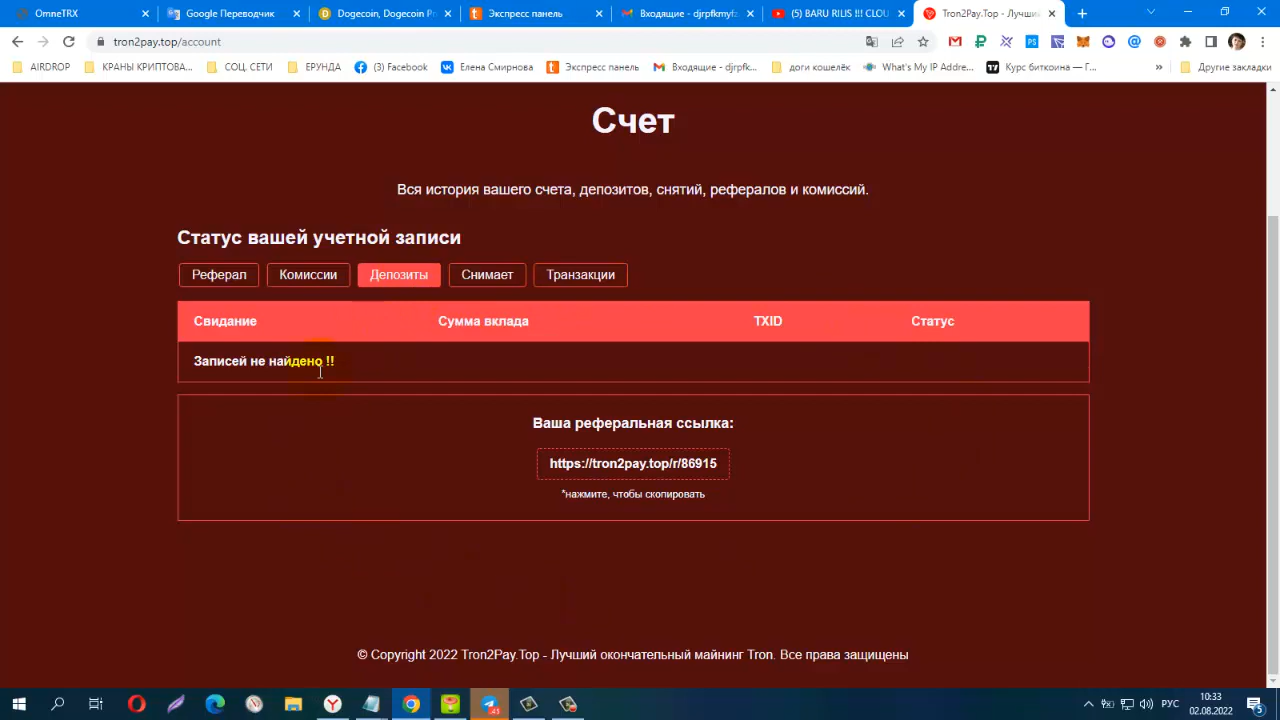 OmneTRX
Google Переводчик
Dogecoin, Dogecoin Pr
Экспресс панель
Входящие - djrpfkmyfz
(5) BARU RILIS !!! CLOU
Tron2Pay.Top - Лучший
tron2pay.top/account
AIRDROP
КРАНЫ КРИПТОВА...
СОЦ. СЕТИ
ЕРУНДА
(3) Facebook
Елена Смирнова
Экспресс панель
Входящие - djrpfk...
доги кошелёк
What's My IP Addre...
Курс биткоина — Г...
»
Другие закладки
Счет
Вся история вашего счета, депозитов, снятий, рефералов и комиссий.
Статус вашей учетной записи
Реферал
Комиссии
Депозиты
Снимает
Транзакции
Свидание
Сумма вклада
TXID
Статус
Записей не найдено !!
Ваша реферальная ссылка:
https://tron2pay.top/r/86915
*нажмите, чтобы скопировать
© Copyright 2022 Tron2Pay.Top - Лучший окончательный майнинг Tron. Все права защищены
РУС
10:33
02.08.2022